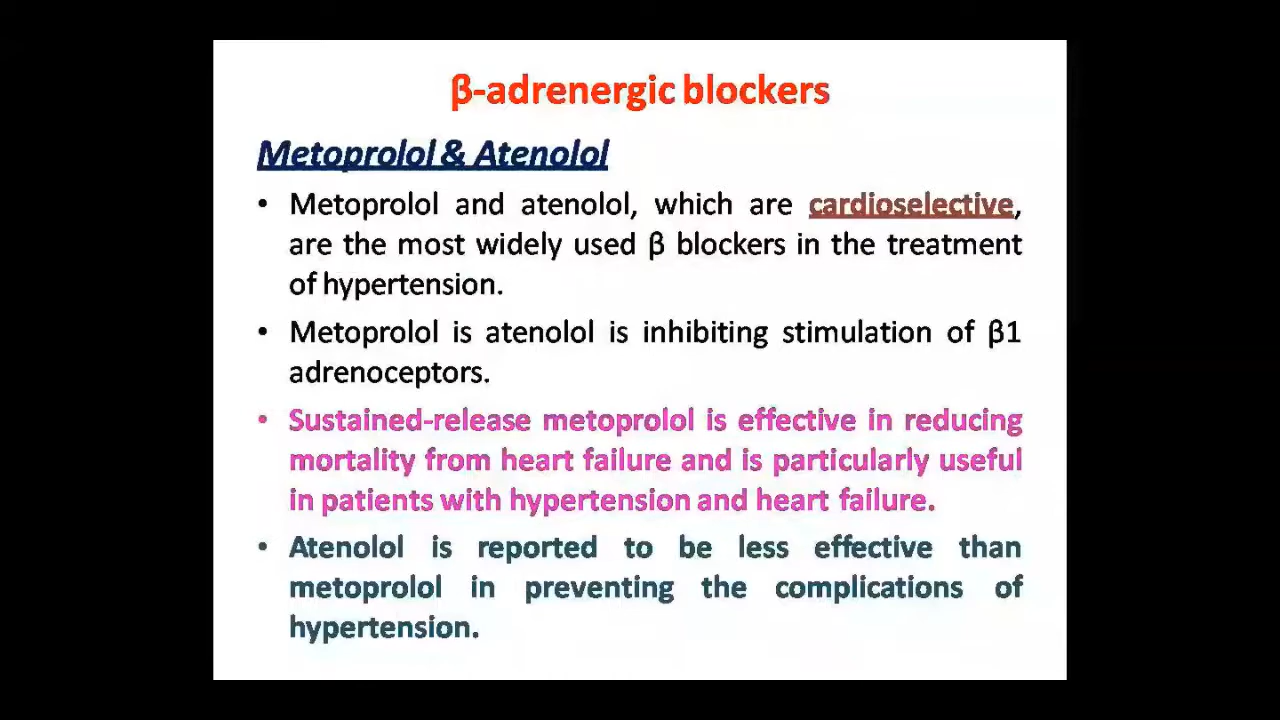 β-adrenergic blockers
Metoprolol & Atenolol
• Metoprolol and atenolol, which are cardioselective,
are the most widely used β blockers in the treatment
of hypertension.
• Metoprolol is atenolol is inhibiting stimulation of β1
adrenoceptors.
• Sustained-release metoprolol is effective in reducing
mortality from heart failure and is particularly useful
in patients with hypertension and heart failure.
• Atenolol is reported to be less effective than
metoprolol in preventing the complications of
hypertension.